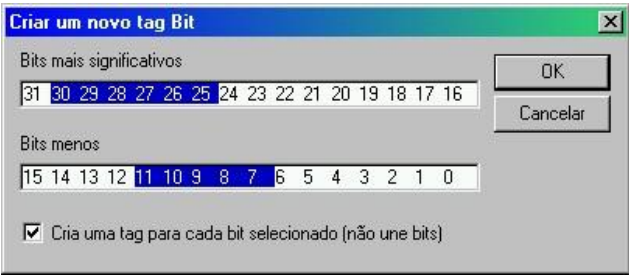 Criar um novo tag Bit
Bits mais significativos
31 30 29 28 27 26 25 24 23 22 21 20 19 18 17 16
OK
Cancelar
Bits menos
15 14 13 12 11 10 9 8 7 6 5 4 3 2 1 0
Cria uma tag para cada bit selecionado (não une bits)